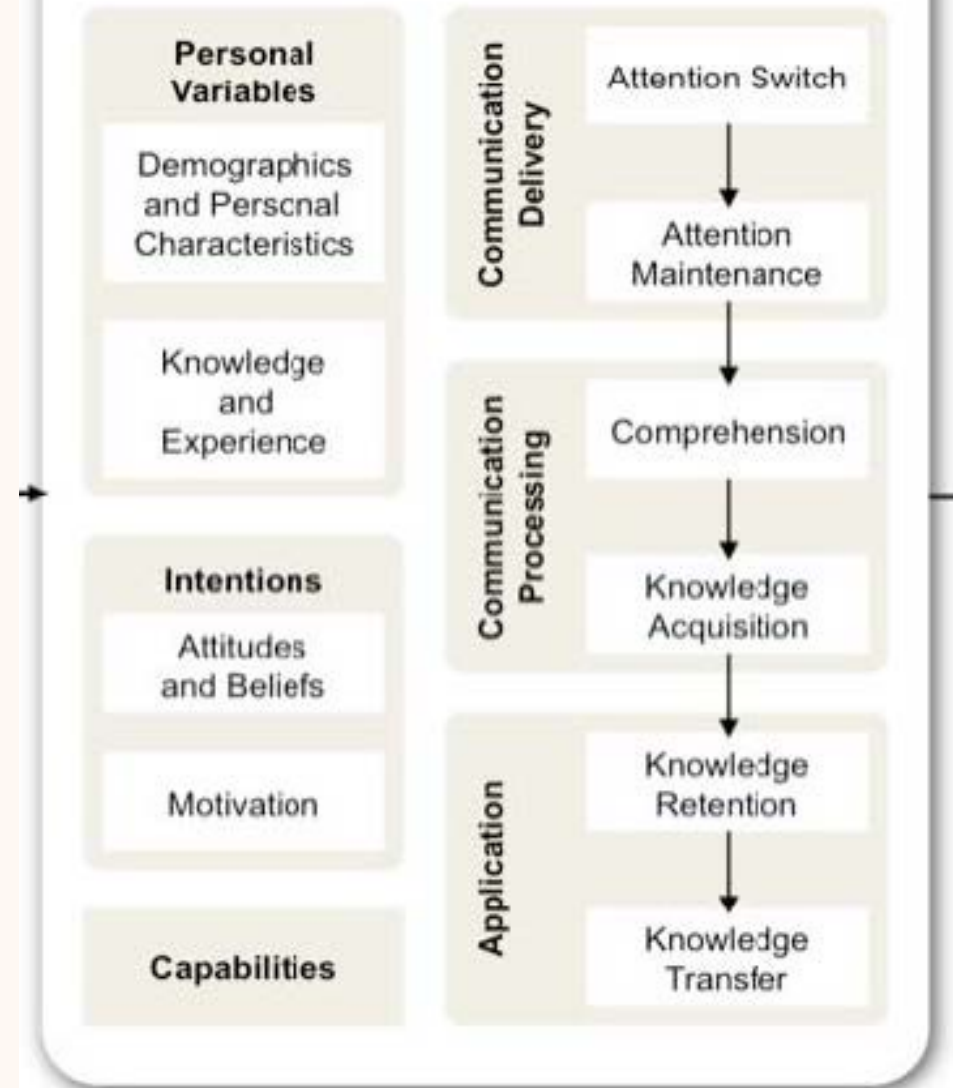 Personal
Variables
Demographics
and Personal
Characteristics
Knowledge
and
Experience
Intentions
Attitudes
and Beliefs
Motivation
Capabilities
Communication
Delivery
Attention Switch
Attention
Maintenance
Communication
Processing
Comprehension
Knowledge
Acquisition
Application
Knowledge
Retention
Knowledge
Transfer